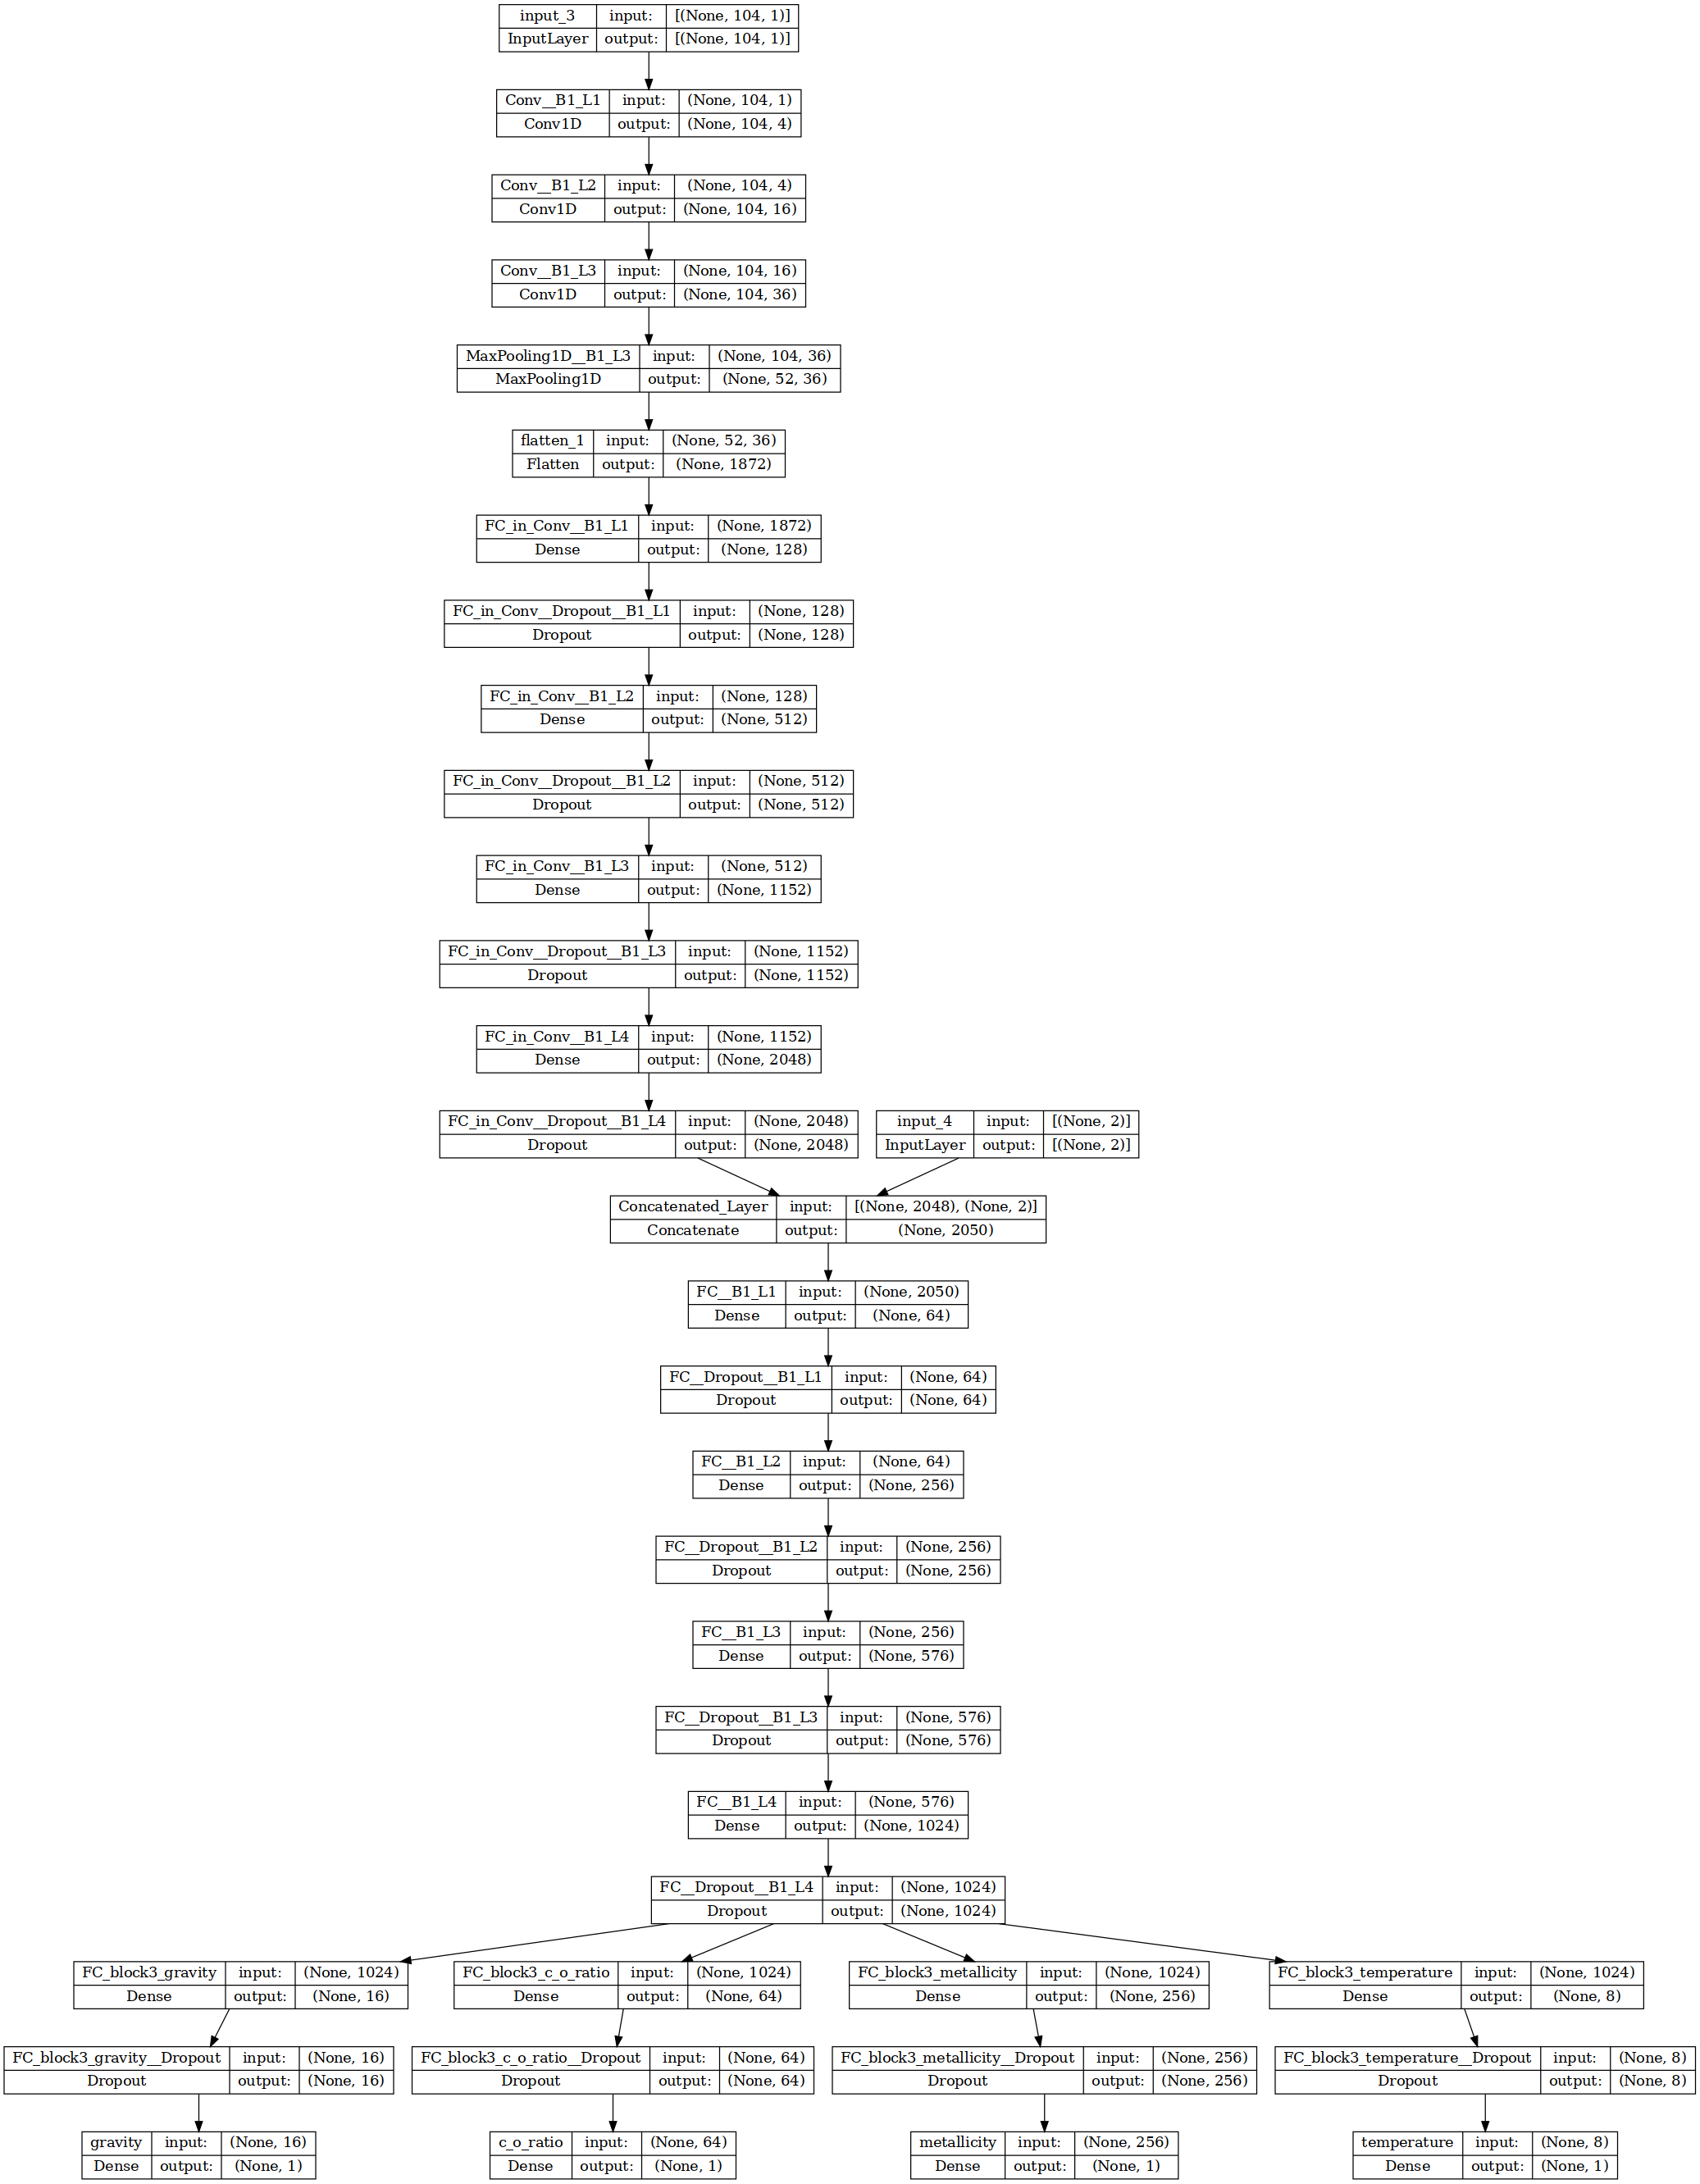 input_3 input: [(None, 104, 1)]
InputLayer output: [(None, 104, 1)]
Conv__B1_L1 input: (None, 104, 1)
Conv1D output: (None, 104, 4)
Conv__B1_L2 input: (None, 104, 4)
Conv1D output: (None, 104, 16)
Conv__B1_L3 input: (None, 104, 16)
Conv1D output: (None, 104, 36)
MaxPooling1D__B1_L3 input: (None, 104, 36)
MaxPooling1D output: (None, 52, 36)
flatten_1 input: (None, 52, 36)
Flatten output: (None, 1872)
FC_in_Conv__B1_L1 input: (None, 1872)
Dense output: (None, 128)
FC_in_Conv__Dropout__B1_L1 input: (None, 128)
Dropout output: (None, 128)
FC_in_Conv__B1_L2 input: (None, 128)
Dense output: (None, 512)
FC_in_Conv__Dropout__B1_L2 input: (None, 512)
Dropout output: (None, 512)
FC_in_Conv__B1_L3 input: (None, 512)
Dense output: (None, 1152)
FC_in_Conv__Dropout__B1_L3 input: (None, 1152)
Dropout output: (None, 1152)
FC_in_Conv__B1_L4 input: (None, 1152)
Dense output: (None, 2048)
FC_in_Conv__Dropout__B1_L4 input: (None, 2048) input_4 input: [(None, 2)]
Dropout output: (None, 2048) InputLayer output: [(None, 2)]
Concatenated_Layer input: [(None, 2048), (None, 2)]
Concatenate output: (None, 2050)
FC__B1_L1 input: (None, 2050)
Dense output: (None, 64)
FC__Dropout__B1_L1 input: (None, 64)
Dropout output: (None, 64)
FC__B1_L2 input: (None, 64)
Dense output: (None, 256)
FC__Dropout__B1_L2 input: (None, 256)
Dropout output: (None, 256)
FC__B1_L3 input: (None, 256)
Dense output: (None, 576)
FC__Dropout__B1_L3 input: (None, 576)
Dropout output: (None, 576)
FC__B1_L4 input: (None, 576)
Dense output: (None, 1024)
FC__Dropout__B1_L4 input: (None, 1024)
Dropout output: (None, 1024)
FC_block3_gravity input: (None, 1024) FC_block3_c_o_ratio input: (None, 1024) FC_block3_metallicity input: (None, 1024) FC_block3_temperature input: (None, 1024)
Dense output: (None, 16) Dense output: (None, 64) Dense output: (None, 256) Dense output: (None, 8)
FC_block3_gravity__Dropout input: (None, 16) FC_block3_c_o_ratio__Dropout input: (None, 64) FC_block3_metallicity__Dropout input: (None, 256) FC_block3_temperature__Dropout input: (None, 8)
Dropout output: (None, 16) Dropout output: (None, 64) Dropout output: (None, 256) Dropout output: (None, 8)
gravity input: (None, 16) c_o_ratio input: (None, 64) metallicity input: (None, 256) temperature input: (None, 8)
Dense output: (None, 1) Dense output: (None, 1) Dense output: (None, 1) Dense output: (None, 1)